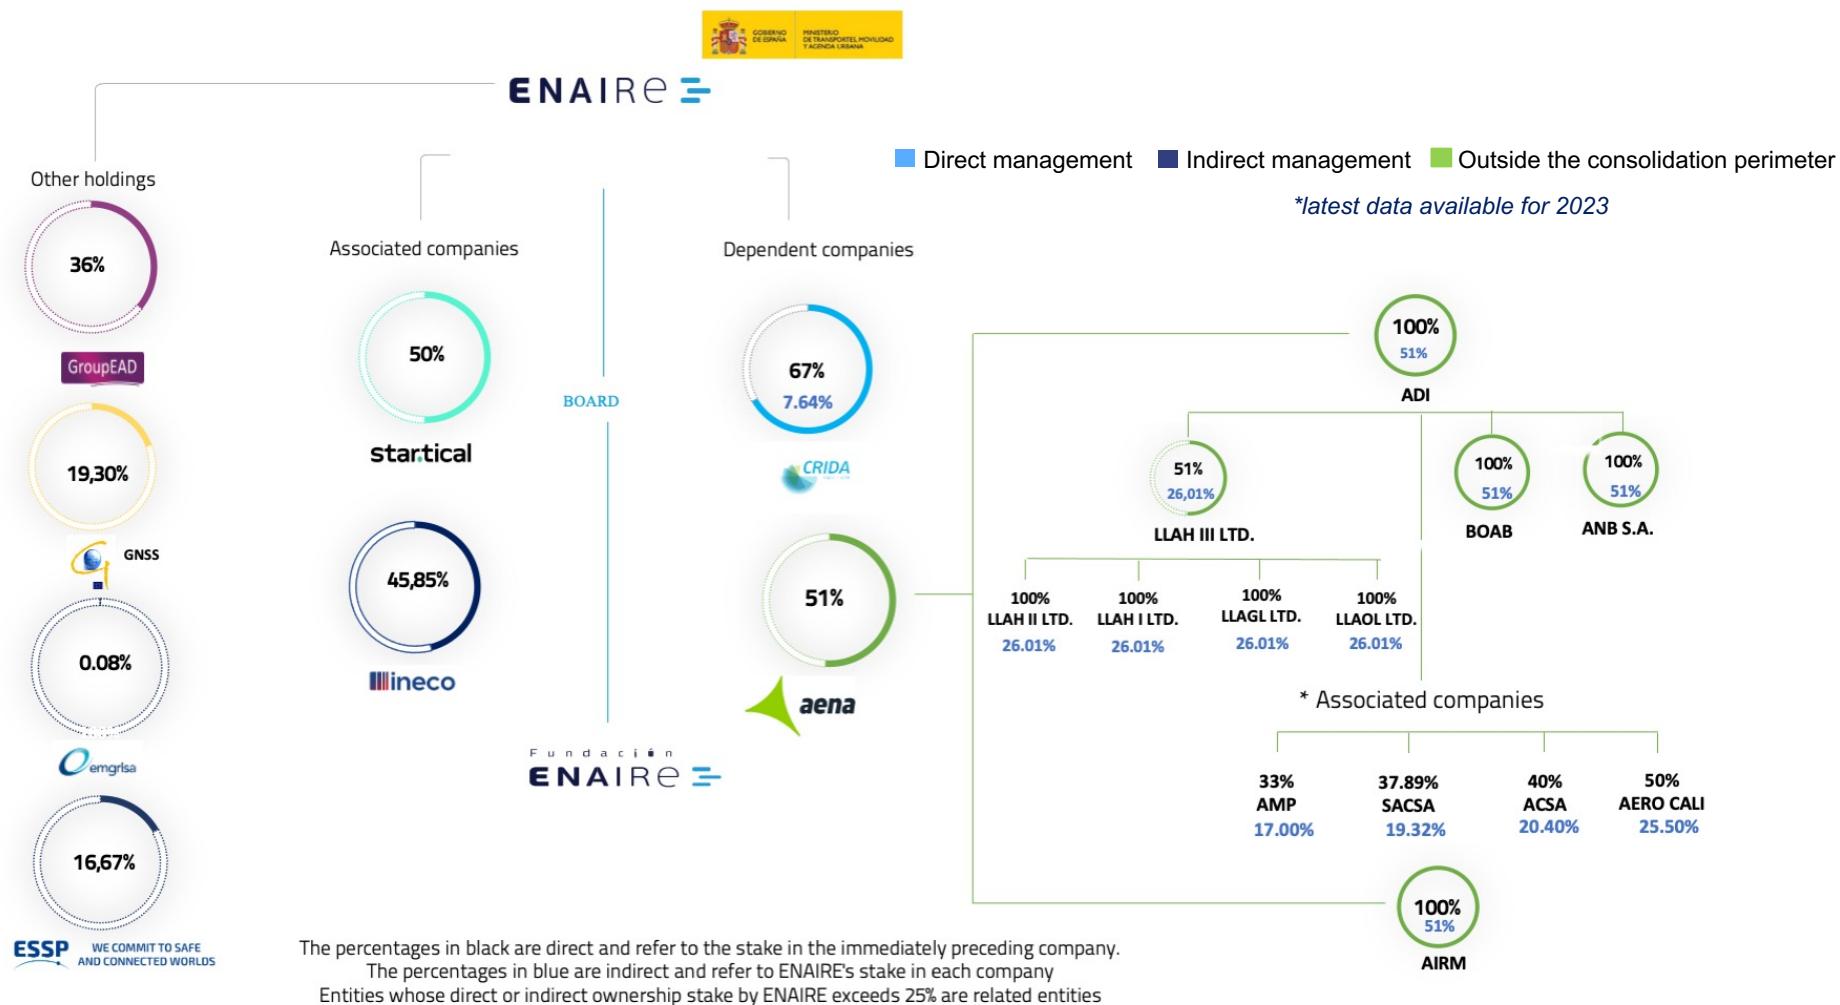 GOBIERNO
DE ESPAÑA
MINISTERIO
DE TRANSPORTES, MOVILIDAD
Y AGENDA URBANA
ENAIRe
Direct management
Indirect management
Outside the consolidation perimeter
*latest data available for 2023
Other holdings
36%
GroupEAD
19,30%
GNSS
0.08%
emgrisa
16,67%
ESSP
WE COMMIT TO SAFE
AND CONNECTED WORLDS
Associated companies
50%
startical
45,85%
ineco
BOARD
Fundación
ENAIRe
Dependent companies
67%
7.64%
CRIDA
51%
aena
100%
51%
ADI
51%
26,01%
LLAH III LTD.
100%
51%
BOAB
100%
51%
ANB S.A.
100%
LLAH II LTD.
26.01%
100%
LLAH I LTD.
26.01%
100%
LLAGL LTD.
26.01%
100%
LLAOL LTD.
26.01%
* Associated companies
33%
AMP
17.00%
37.89%
SACSA
19.32%
40%
ACSA
20.40%
50%
AERO CALI
25.50%
100%
51%
AIRM
The percentages in black are direct and refer to the stake in the immediately preceding company.
The percentages in blue are indirect and refer to ENAIRE's stake in each company
Entities whose direct or indirect ownership stake by ENAIRE exceeds 25% are related entities